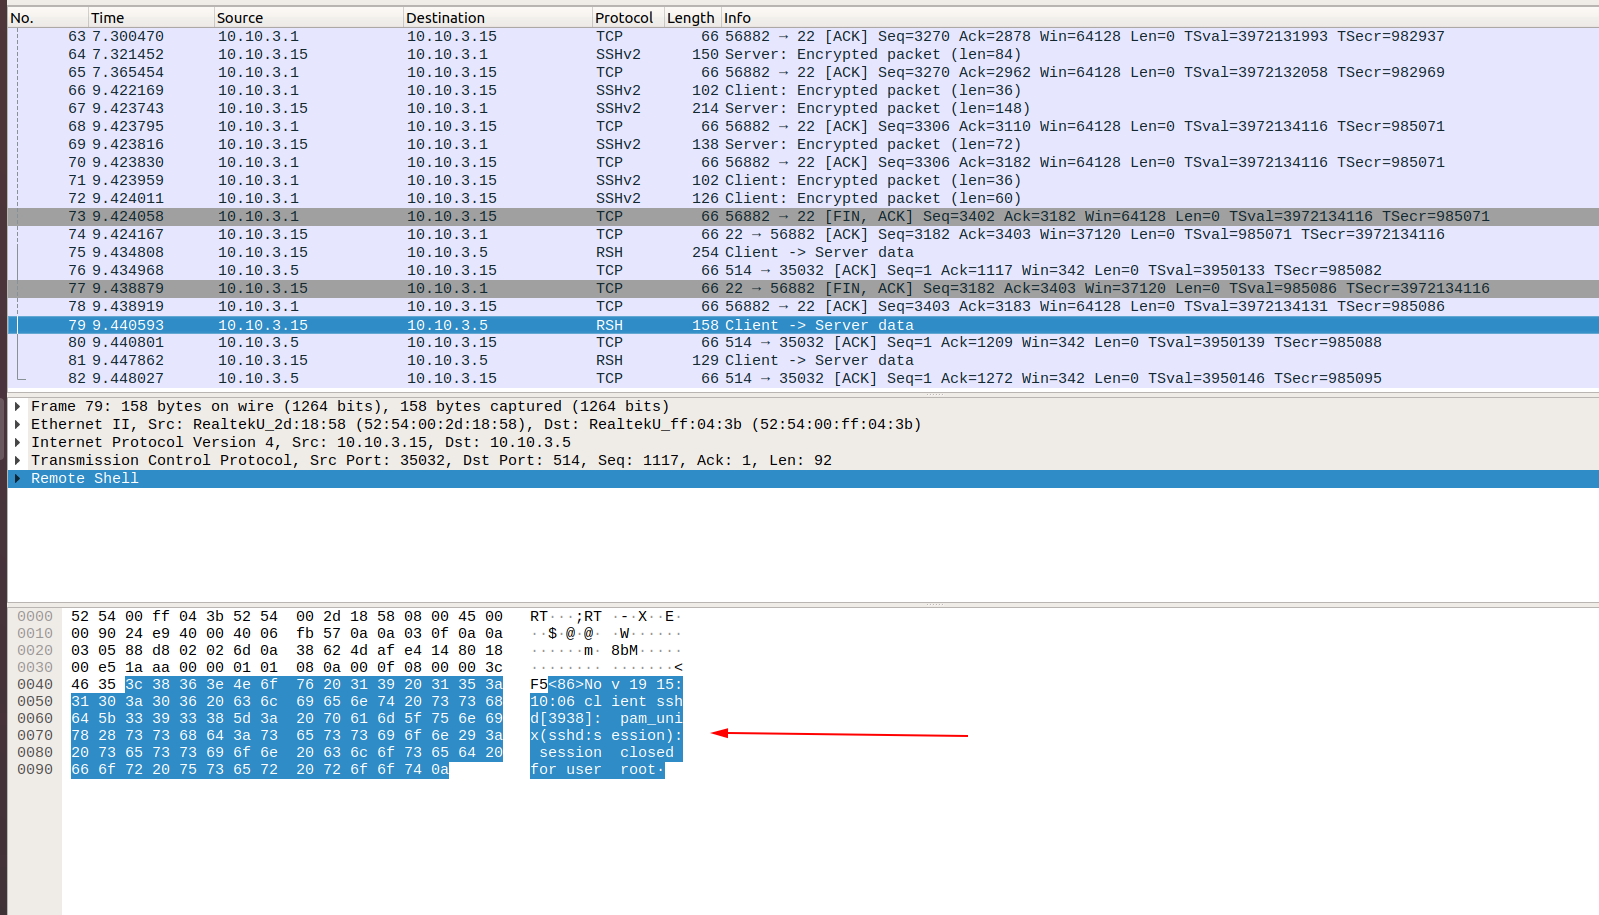 No. Time Source Destination Protocol Length Info
63 7.300470 10.10.3.1 10.10.3.15 TCP 66 56882 → 22 [ACK] Seq=3270 Ack=2878 Win=64128 Len=0 TSval=3972131993 TSecr=982937
64 7.321452 10.10.3.15 10.10.3.1 SSHv2 150 Server: Encrypted packet (len=84)
65 7.365454 10.10.3.1 10.10.3.15 TCP 66 56882 → 22 [ACK] Seq=3270 Ack=2962 Win=64128 Len=0 TSval=3972132058 TSecr=982969
66 9.422169 10.10.3.1 10.10.3.15 SSHv2 102 Client: Encrypted packet (len=36)
67 9.423743 10.10.3.15 10.10.3.1 SSHv2 214 Server: Encrypted packet (len=148)
68 9.423795 10.10.3.1 10.10.3.15 TCP 66 56882 → 22 [ACK] Seq=3306 Ack=3110 Win=64128 Len=0 TSval=3972134116 TSecr=985071
69 9.423816 10.10.3.15 10.10.3.1 SSHv2 138 Server: Encrypted packet (len=72)
70 9.423830 10.10.3.1 10.10.3.15 TCP 66 56882 → 22 [ACK] Seq=3306 Ack=3182 Win=64128 Len=0 TSval=3972134116 TSecr=985071
71 9.423959 10.10.3.1 10.10.3.15 SSHv2 102 Client: Encrypted packet (len=36)
72 9.424011 10.10.3.1 10.10.3.15 SSHv2 126 Client: Encrypted packet (len=60)
73 9.424058 10.10.3.1 10.10.3.15 TCP 66 56882 → 22 [FIN, ACK] Seq=3402 Ack=3182 Win=64128 Len=0 TSval=3972134116 TSecr=985071
74 9.424167 10.10.3.15 10.10.3.1 TCP 66 22 → 56882 [ACK] Seq=3182 Ack=3403 Win=37120 Len=0 TSval=985071 TSecr=3972134116
75 9.434808 10.10.3.15 10.10.3.5 RSH 254 Client -> Server data
76 9.434968 10.10.3.5 10.10.3.15 TCP 66 514 → 35032 [ACK] Seq=1 Ack=1117 Win=342 Len=0 TSval=3950133 TSecr=985082
77 9.438879 10.10.3.15 10.10.3.1 TCP 66 22 → 56882 [FIN, ACK] Seq=3182 Ack=3403 Win=37120 Len=0 TSval=985086 TSecr=3972134116
78 9.438919 10.10.3.1 10.10.3.15 TCP 66 56882 → 22 [ACK] Seq=3403 Ack=3183 Win=64128 Len=0 TSval=3972134131 TSecr=985086
79 9.440593 10.10.3.15 10.10.3.5 RSH 158 Client -> Server data
80 9.440801 10.10.3.5 10.10.3.15 TCP 66 514 → 35032 [ACK] Seq=1 Ack=1209 Win=342 Len=0 TSval=3950139 TSecr=985088
81 9.447862 10.10.3.15 10.10.3.5 RSH 129 Client -> Server data
82 9.448027 10.10.3.5 10.10.3.15 TCP 66 514 → 35032 [ACK] Seq=1 Ack=1272 Win=342 Len=0 TSval=3950146 TSecr=985095
Frame 79: 158 bytes on wire (1264 bits), 158 bytes captured (1264 bits)
Ethernet II, Src: RealtekU_2d:18:58 (52:54:00:2d:18:58), Dst: RealtekU_ff:04:3b (52:54:00:ff:04:3b)
Internet Protocol Version 4, Src: 10.10.3.15, Dst: 10.10.3.5
Transmission Control Protocol, Src Port: 35032, Dst Port: 514, Seq: 1117, Ack: 1, Len: 92
Remote Shell
0000 52 54 00 ff 04 3b 52 54 00 2d 18 58 08 00 45 00 RT···;RT ·-·X··E·
0010 00 90 24 e9 40 00 40 06 fb 57 0a 0a 03 0f 0a 0a ··$·@·@· ·W······
0020 03 05 88 d8 02 02 6d 0a 38 62 4d af e4 14 80 18 ······m· 8bM·····
0030 00 e5 1a aa 00 00 01 01 08 0a 00 0f 08 00 00 3c ········ ·······<
0040 46 35 3c 38 36 3e 4e 6f 76 20 31 39 20 31 35 3a F5<86>No v 19 15:
0050 31 30 3a 30 36 20 63 6c 69 65 6e 74 20 73 73 68 10:06 cl ient ssh
0060 64 5b 33 39 33 38 5d 3a 20 70 61 6d 5f 75 6e 69 d[3938]: pam_uni
0070 78 28 73 73 68 64 3a 73 65 73 73 69 6f 6e 29 3a x(sshd:s ession):
0080 20 73 65 73 73 69 6f 6e 20 63 6c 6f 73 65 64 20 session closed
0090 66 6f 72 20 75 73 65 72 20 72 6f 6f 74 0a for user root·